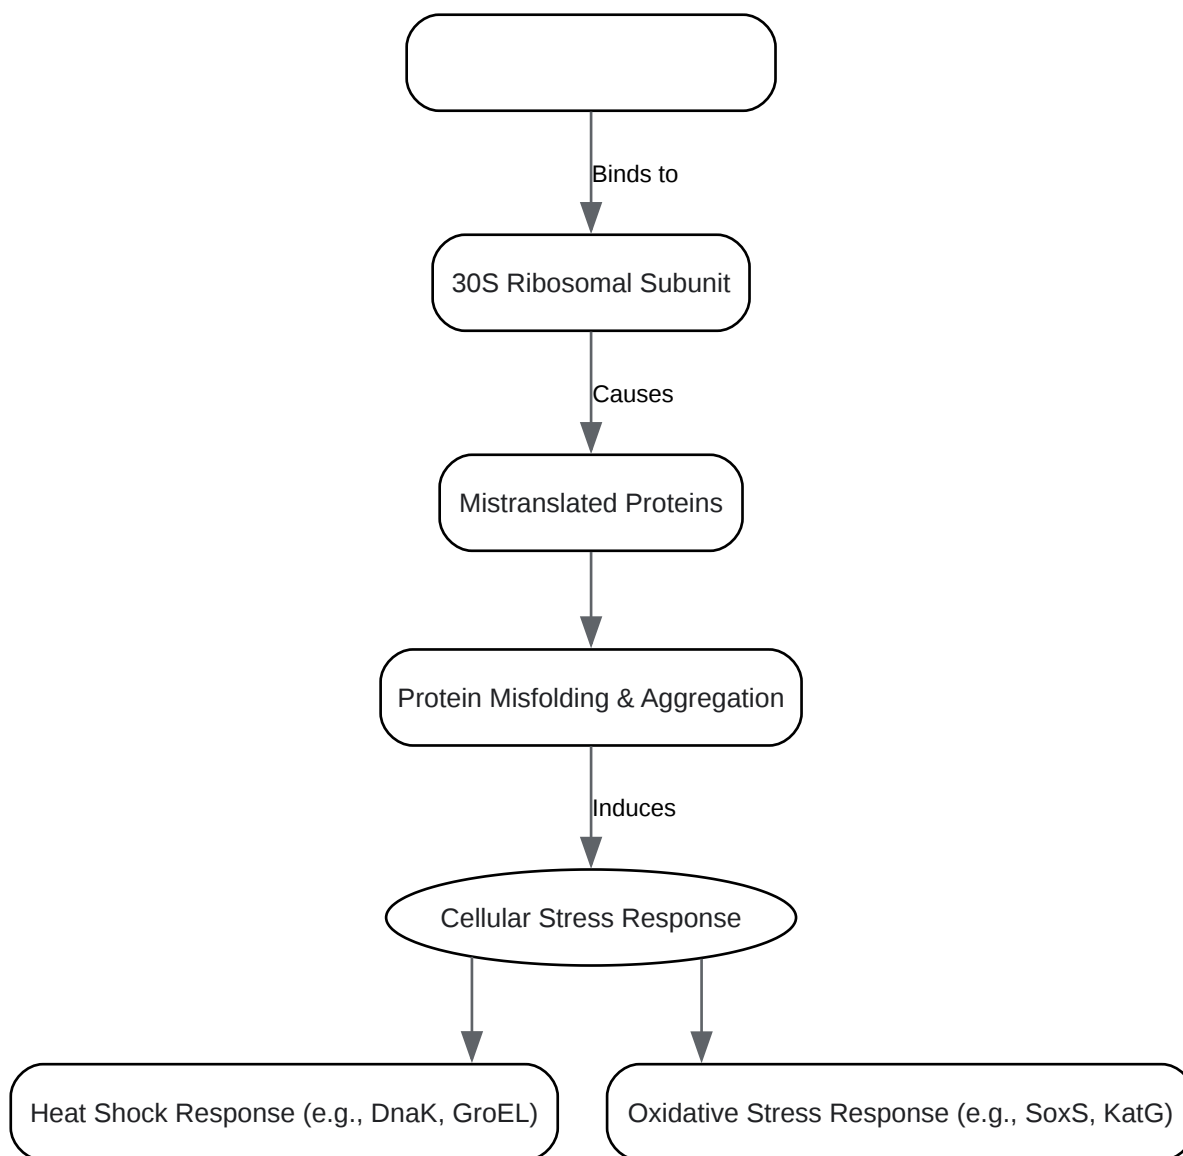 Binds to
30S Ribosomal Subunit
Causes
Mistranslated Proteins
Protein Misfolding & Aggregation
Induces
Cellular Stress Response
Heat Shock Response (e.g., DnaK, GroEL)
Oxidative Stress Response (e.g., SoxS, KatG)